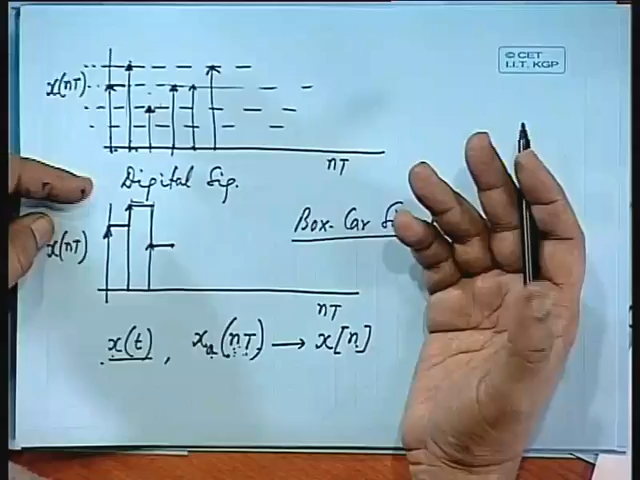 © CET
I.I.T. KGP
x(nT)
nT
Digital Sig.
Box-Car
x(nT)
nT
x(t), xa(nT) → x[n]